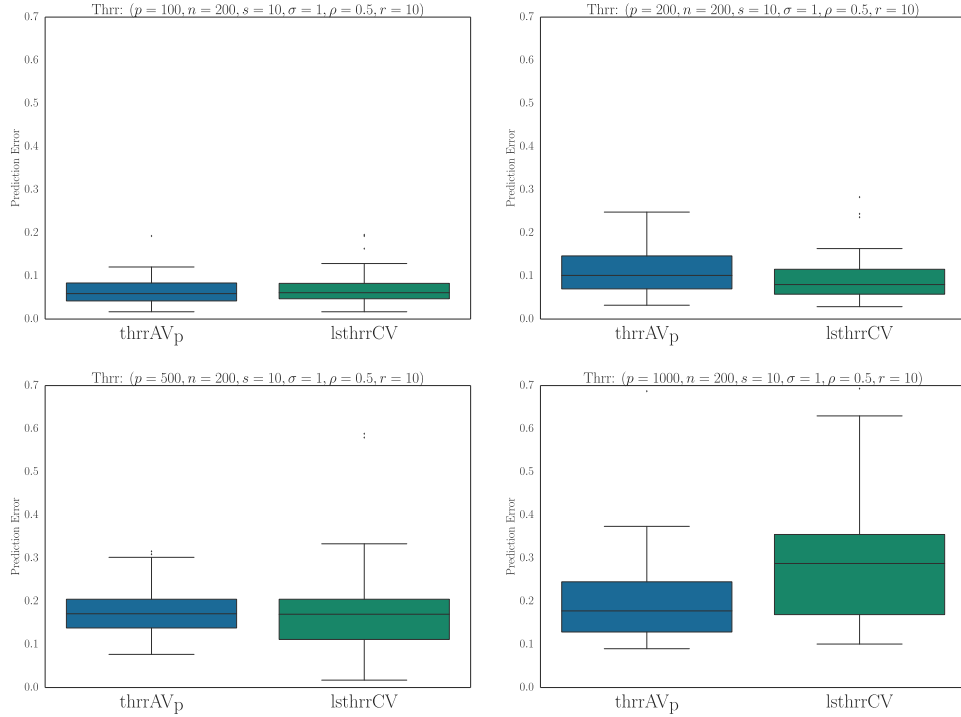 Thrr: (p = 100, n = 200, s = 10, σ = 1, ρ = 0.5, r = 10)
0.7
0.6
0.5
0.4
0.3
0.2
0.1
0.0
Prediction Error
thrrAVp lsthrrCV
Thrr: (p = 200, n = 200, s = 10, σ = 1, ρ = 0.5, r = 10)
0.7
0.6
0.5
0.4
0.3
0.2
0.1
0.0
Prediction Error
thrrAVp lsthrrCV
Thrr: (p = 500, n = 200, s = 10, σ = 1, ρ = 0.5, r = 10)
0.7
0.6
0.5
0.4
0.3
0.2
0.1
0.0
Prediction Error
thrrAVp lsthrrCV
Thrr: (p = 1000, n = 200, s = 10, σ = 1, ρ = 0.5, r = 10)
0.7
0.6
0.5
0.4
0.3
0.2
0.1
0.0
Prediction Error
thrrAVp lsthrrCV